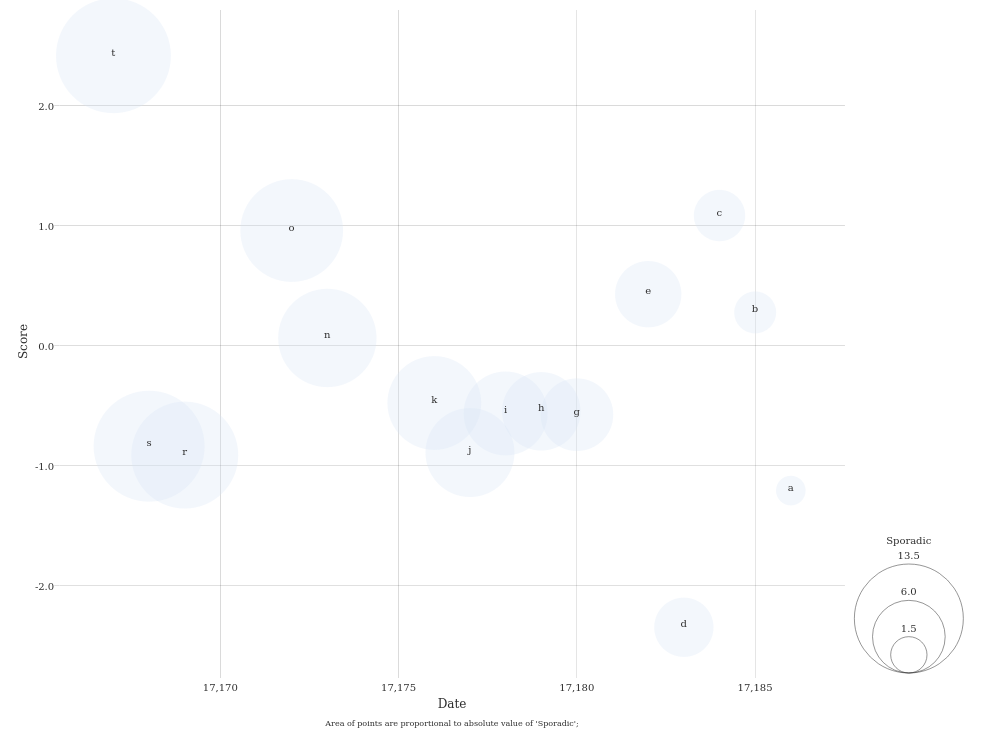 t
2.0
c
1.0
o
e
b
n
0.0
Score
k
i
h
g
s
j
r
-1.0
a
Sporadic
13.5
-2.0
6.0
d
1.5
17,170
17,175
17,180
17,185
Date
Area of points are proportional to absolute value of 'Sporadic';